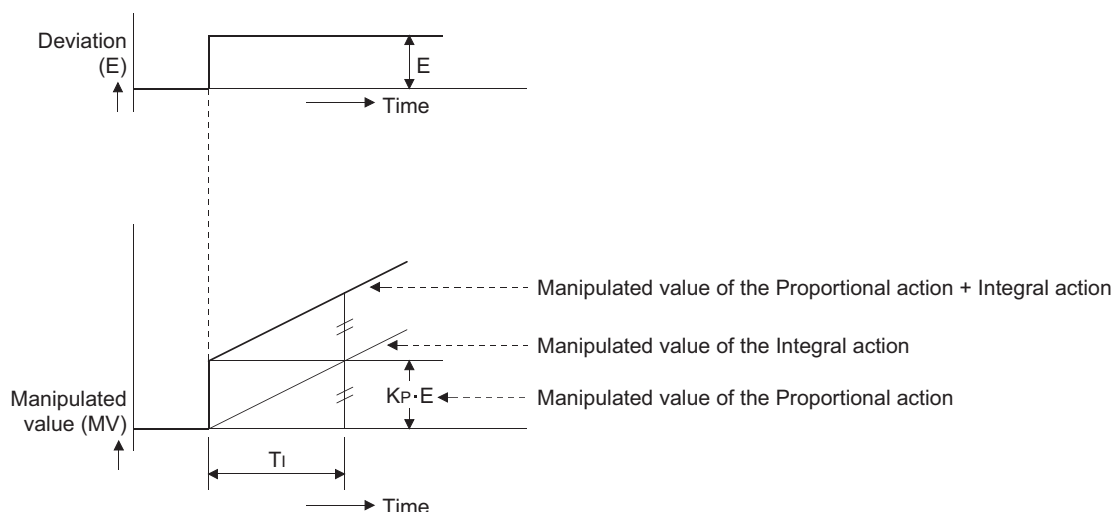 Deviation
(E)
E
Time
Manipulated value of the Proportional action + Integral action
Manipulated value of the Integral action
KP·E
Manipulated value of the Proportional action
Manipulated
value (MV)
TI
Time